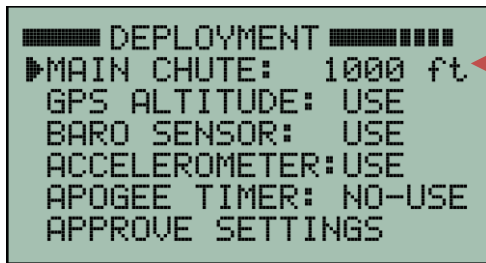 DEPLOYMENT
MAIN CHUTE: 1000 ft
GPS ALTITUDE: USE
BARO SENSOR: USE
ACCELEROMETER:USE
APOGEE TIMER: NO-USE
APPROVE SETTINGS